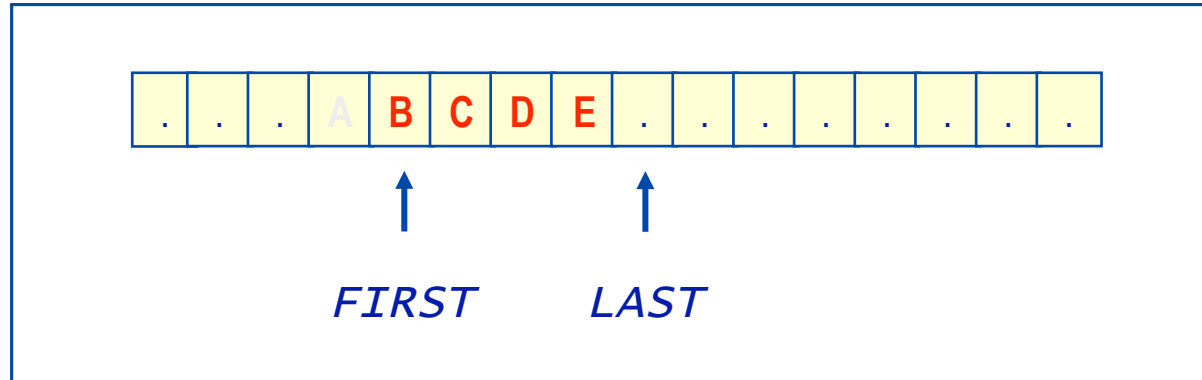 . . . A B C D E . . . . . . . .
FIRST LAST